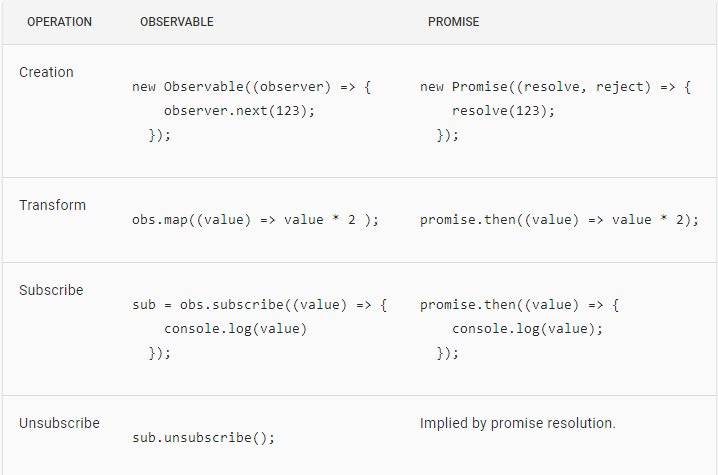 OPERATION OBSERVABLE PROMISE
Creation
new Observable((observer) => {
observer.next(123);
});
new Promise((resolve, reject) => {
resolve(123);
});
Transform
obs.map((value) => value * 2 );
promise.then((value) => value * 2);
Subscribe
sub = obs.subscribe((value) => {
console.log(value)
});
promise.then((value) => {
console.log(value);
});
Unsubscribe
sub.unsubscribe();
Implied by promise resolution.